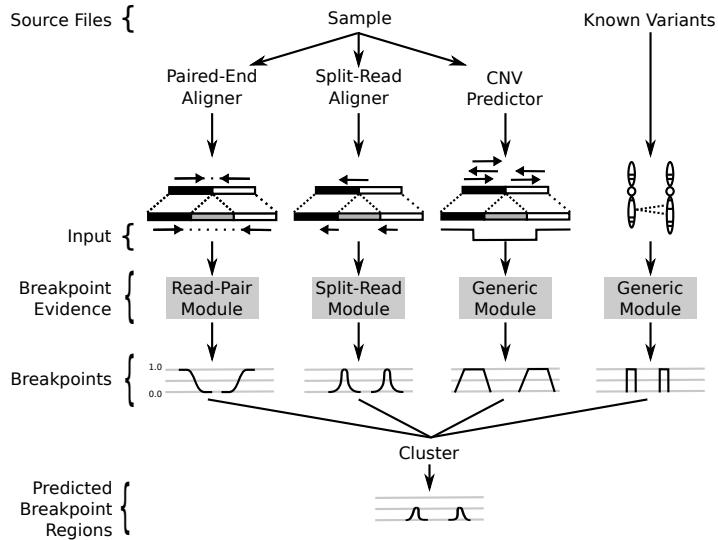 Source Files
Sample
Known Variants
Paired-End
Aligner
Split-Read
Aligner
CNV
Predictor
Input
Breakpoint
Evidence
Read-Pair
Module
Split-Read
Module
Generic
Module
Generic
Module
Breakpoints
1.0
0.0
Cluster
Predicted
Breakpoint
Regions